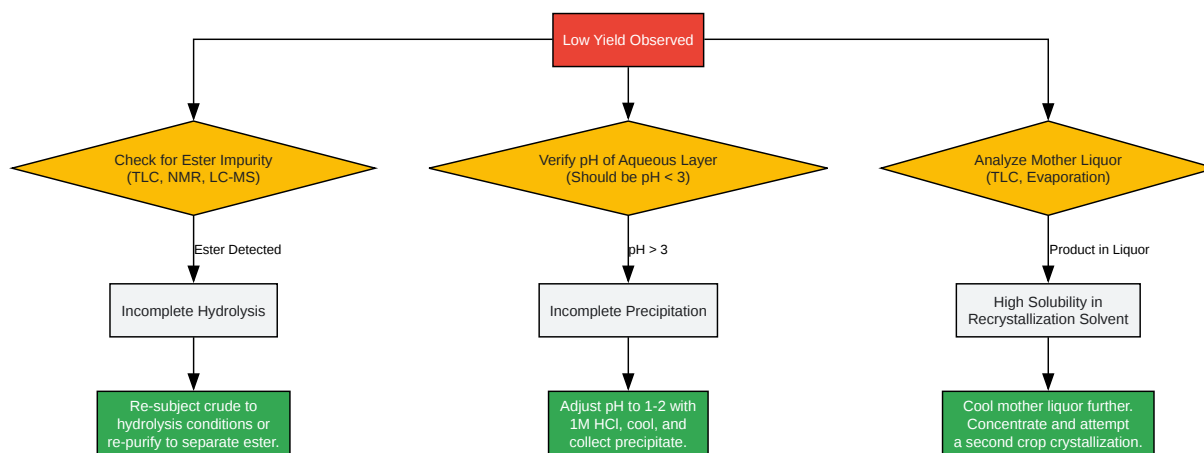 Low Yield Observed
Check for Ester Impurity
(TLC, NMR, LC-MS)
Verify pH of Aqueous Layer
(Should be pH < 3)
Analyze Mother Liquor
(TLC, Evaporation)
Ester Detected
pH > 3
Product in Liquor
Incomplete Hydrolysis
Incomplete Precipitation
High Solubility in
Recrystallization Solvent
Re-subject crude to
hydrolysis conditions or
re-purify to separate ester.
Adjust pH to 1-2 with
1M HCl, cool, and
collect precipitate.
Cool mother liquor further.
Concentrate and attempt
a second crop crystallization.